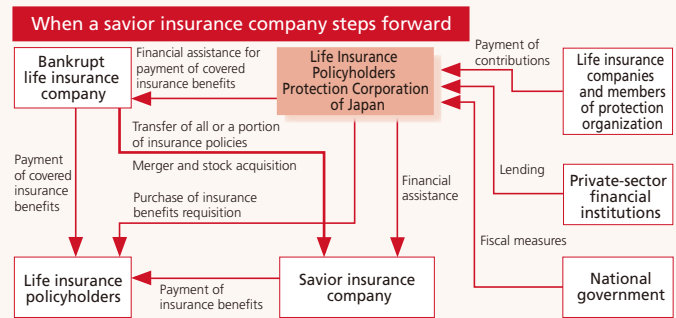 When a savior insurance company steps forward
Bankrupt
life insurance
company
Financial assistance for
payment of covered
insurance benefits
Life Insurance
Policyholders
Protection Corporation
of Japan
Payment
of contributions
Life insurance
companies
and members
of protection
organization
Transfer of all or a portion
of insurance policies
Merger and stock acquisition
Payment
of covered
insurance
benefits
Purchase of insurance
benefits requisition
Financial
assistance
Lending
Private-sector
financial
institutions
Fiscal measures
Life insurance
policyholders
Payment of
insurance benefits
Savior insurance
company
National
government